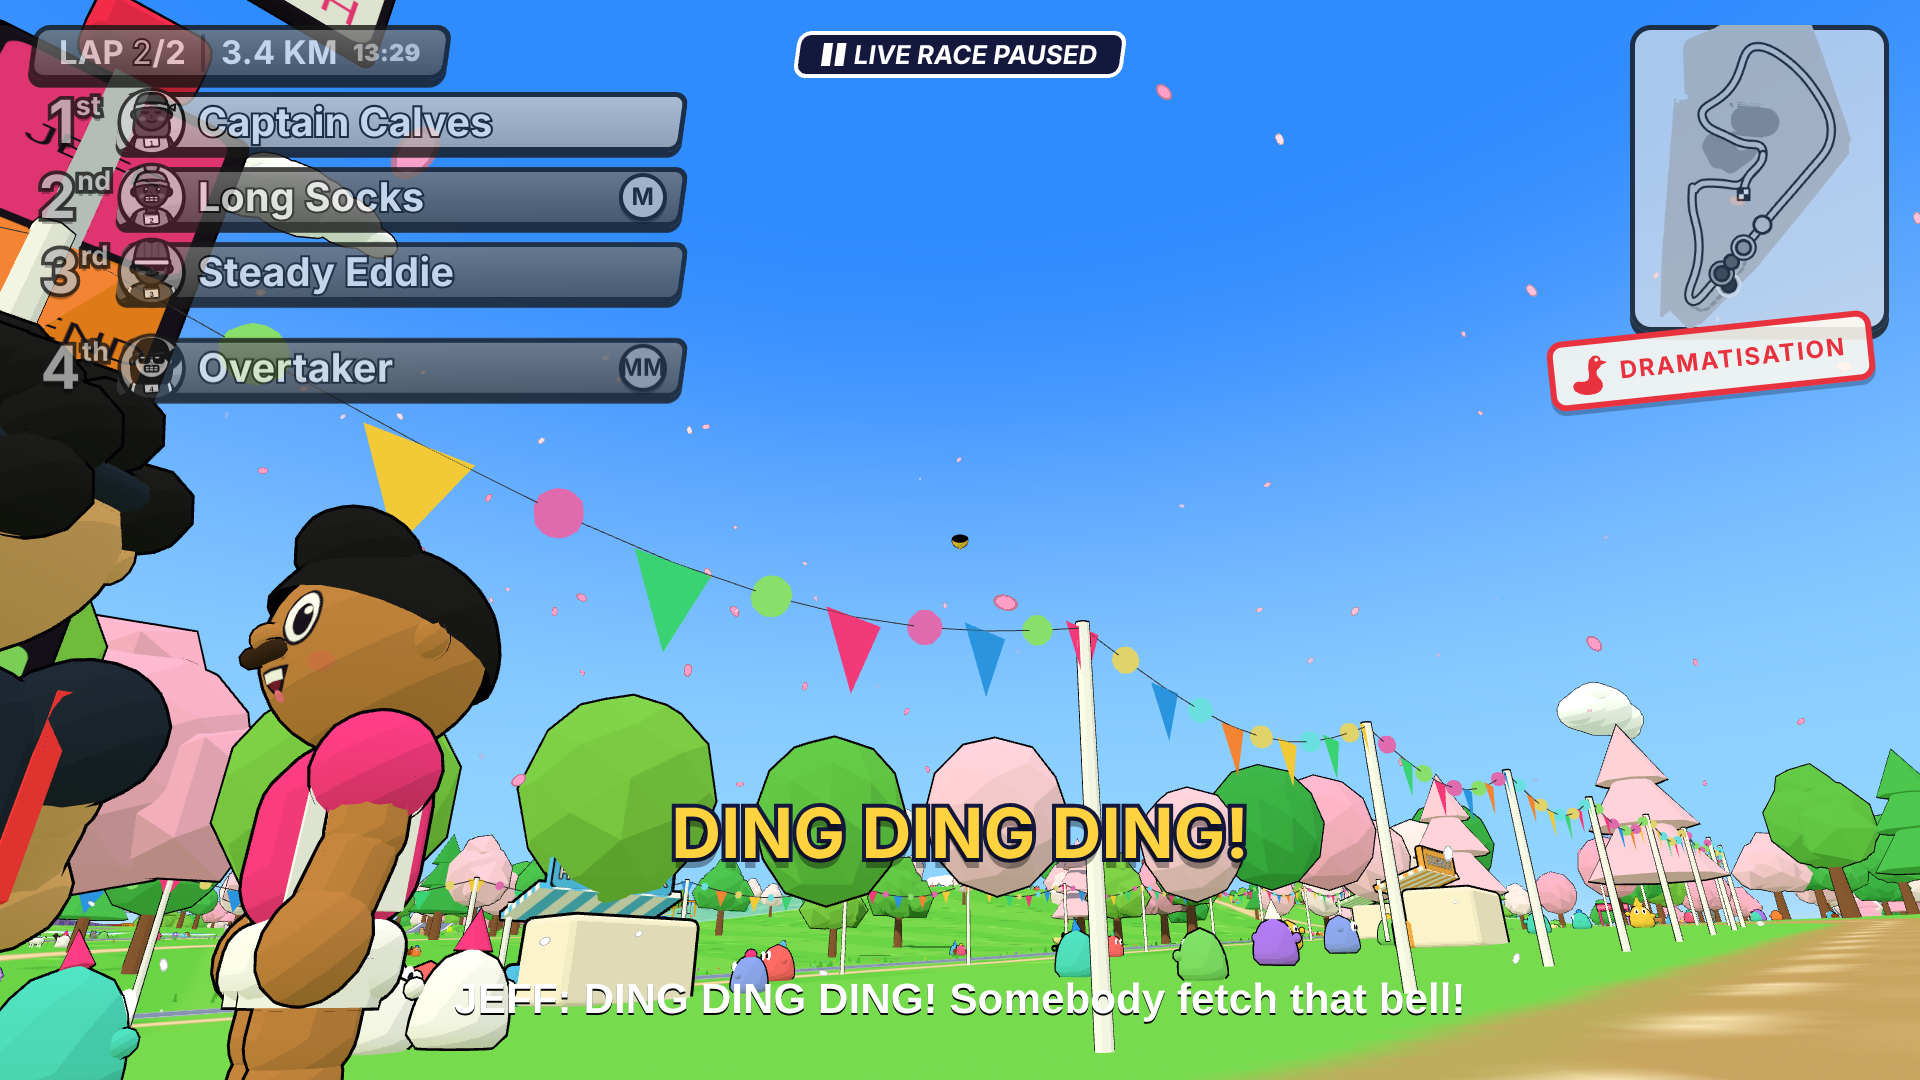 LAP 2/2 | 3.4 KM 13:29
LIVE RACE PAUSED
1st Captain Calves
2nd Long Socks M
3rd Steady Eddie
4th Overtaker MM
DRAMATISATION
DING DING DING!
JEFF: DING DING DING! Somebody fetch that bell!